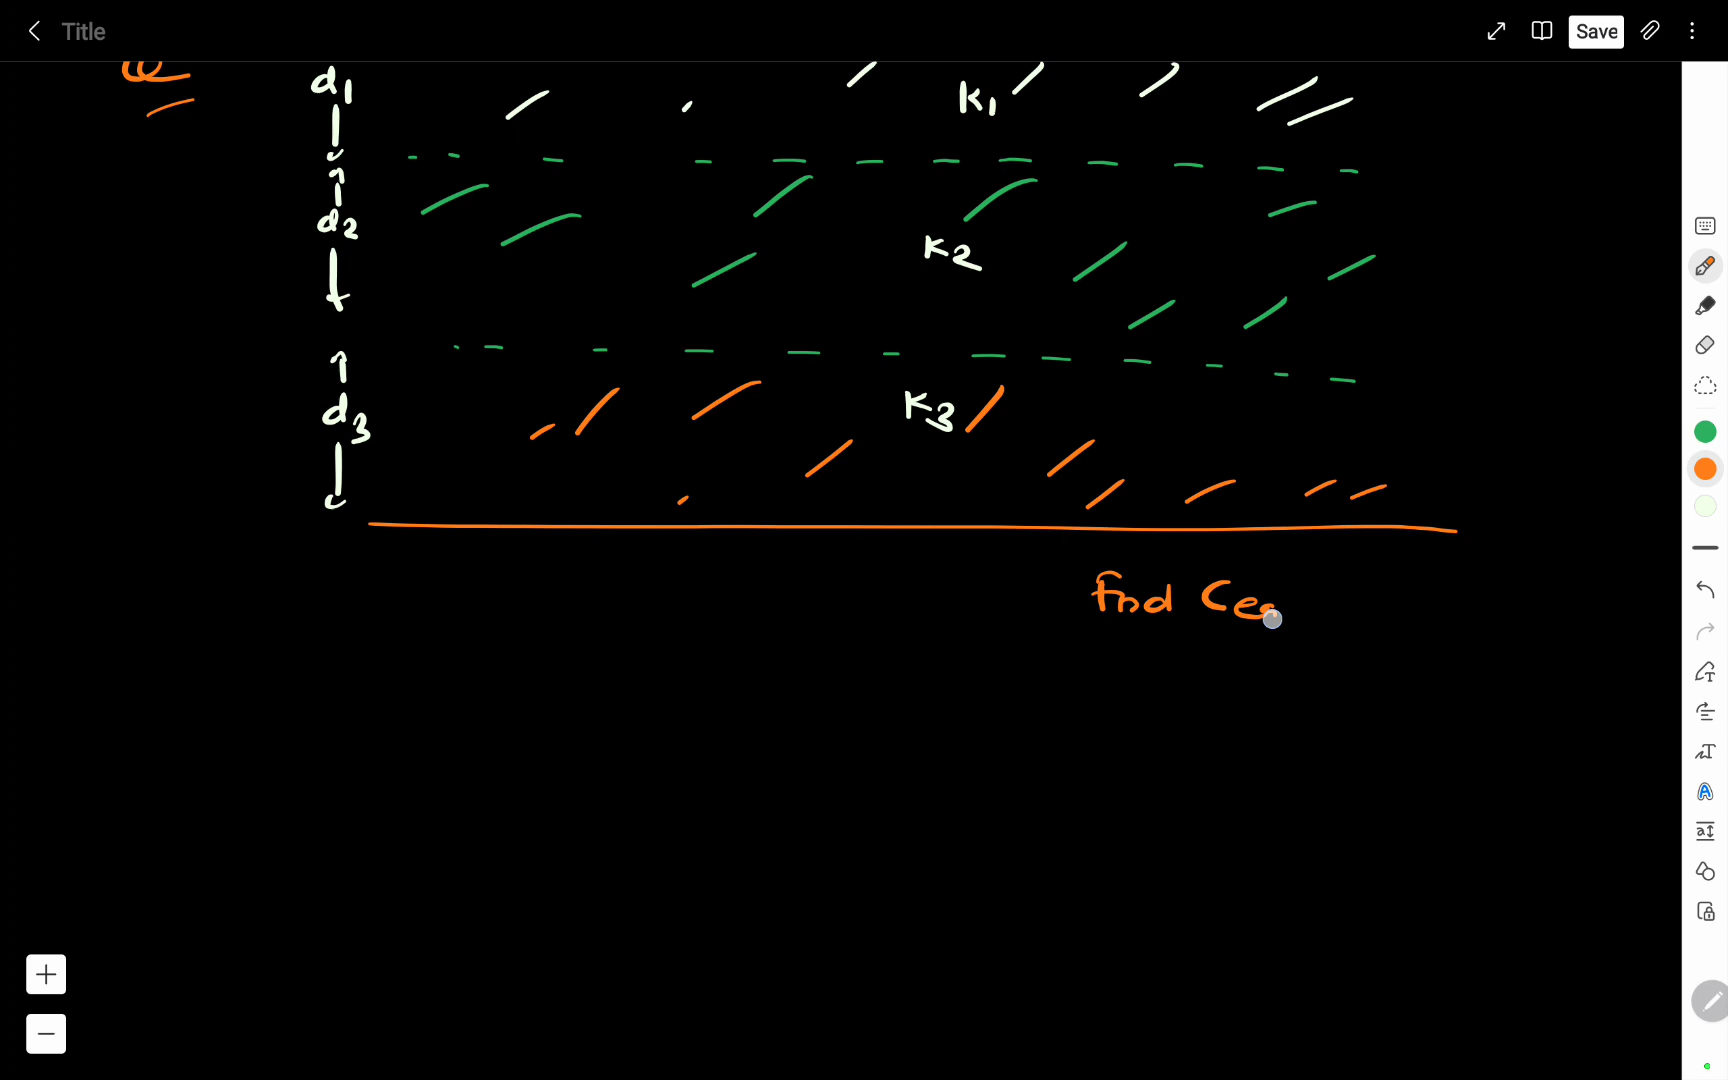 Title
Save
Q
d1
K1
d2
K2
d3
K3
find Ceq